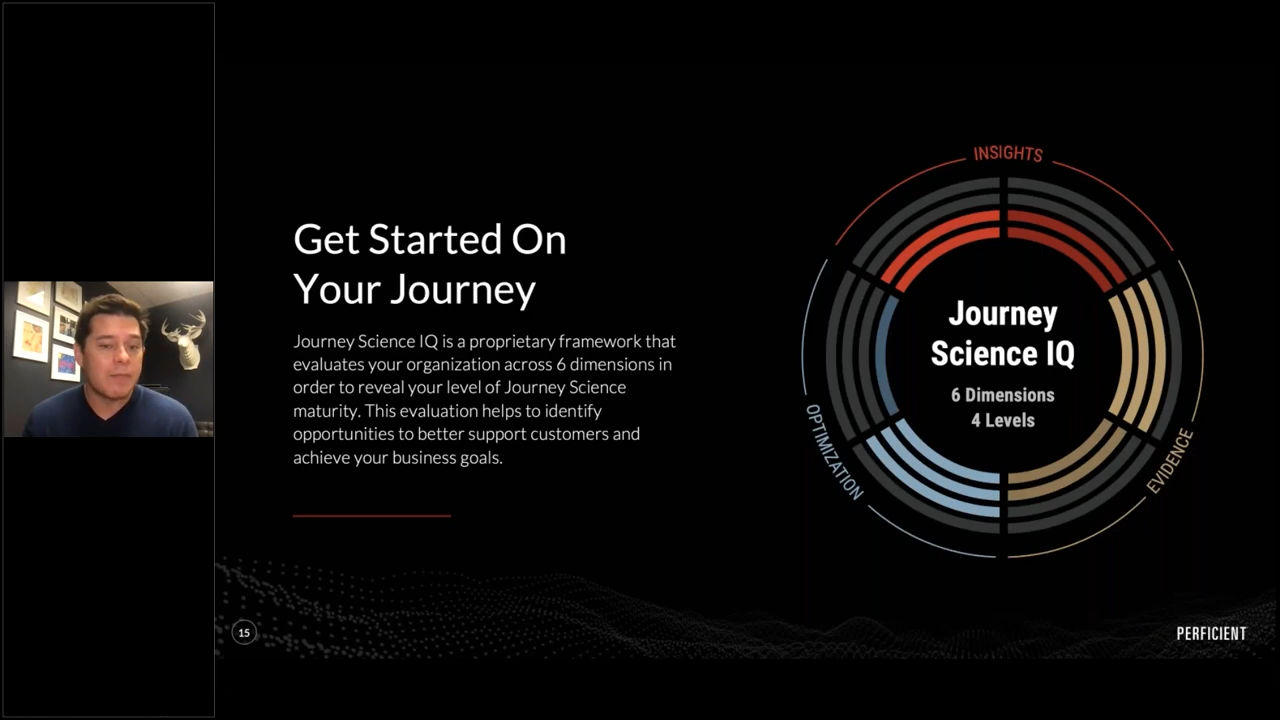 Get Started On
Your Journey
Journey Science IQ is a proprietary framework that
evaluates your organization across 6 dimensions in
order to reveal your level of Journey Science
maturity. This evaluation helps to identify
opportunities to better support customers and
achieve your business goals.
INSIGHTS
Journey
Science IQ
6 Dimensions
4 Levels
OPTIMIZATION
EVIDENCE
15
PERFICIENT